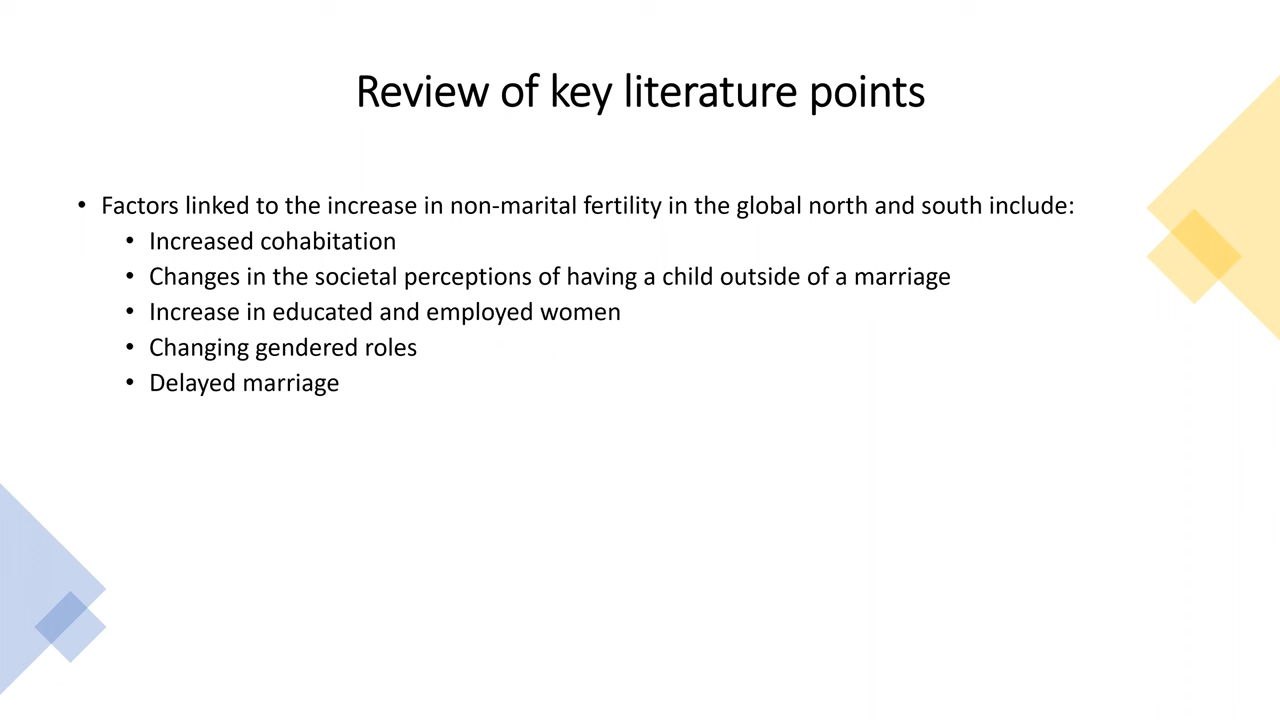 Review of key literature points
• Factors linked to the increase in non-marital fertility in the global north and south include:
• Increased cohabitation
• Changes in the societal perceptions of having a child outside of a marriage
• Increase in educated and employed women
• Changing gendered roles
• Delayed marriage